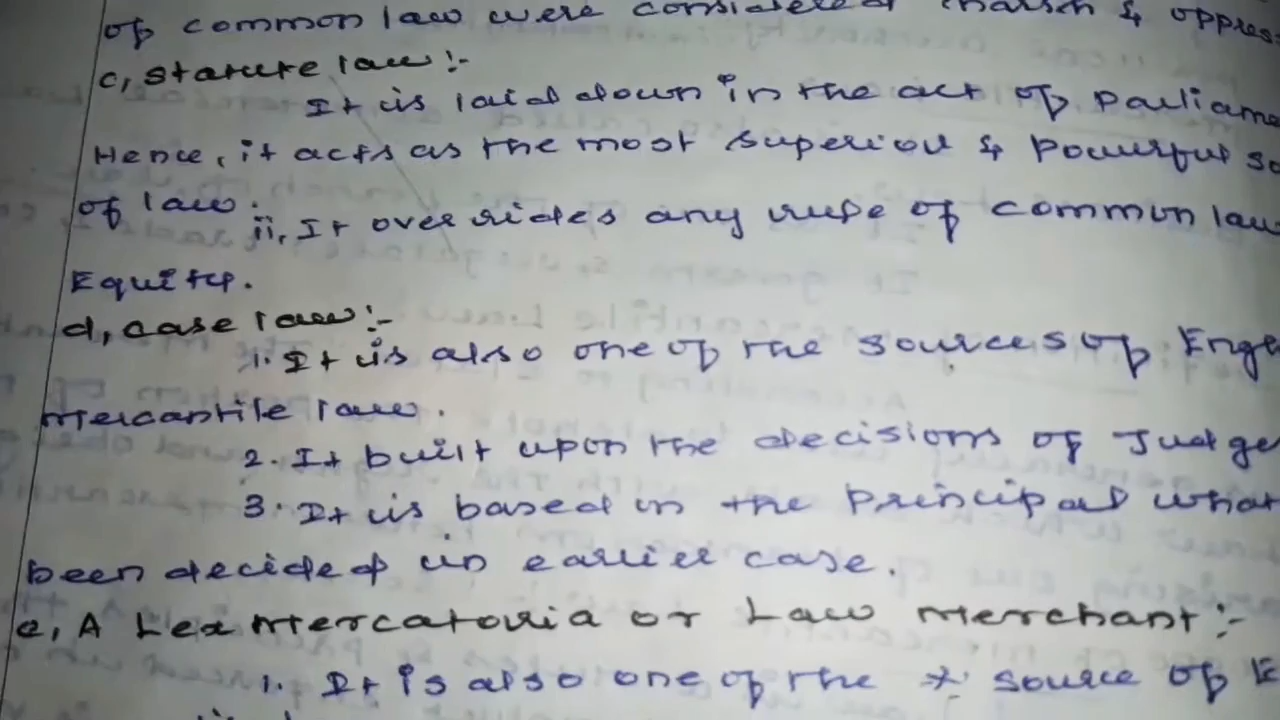 of common law were considered harsh & oppres
c, statute law :-
It is laid down in the act of Parliame
Hence, it acts as the most superior & Powerful so
of law.
ii, It over rides any rule of common law
Equity.
d, case law :-
1. It is also one of the sources of Engl
mercantile law.
2. It built upon the decisions of Judge
3. It is based in the Principal what
been decided in earlier case.
e, A Lex mercatoria or Law merchant :-
1. It is also one of the source of E